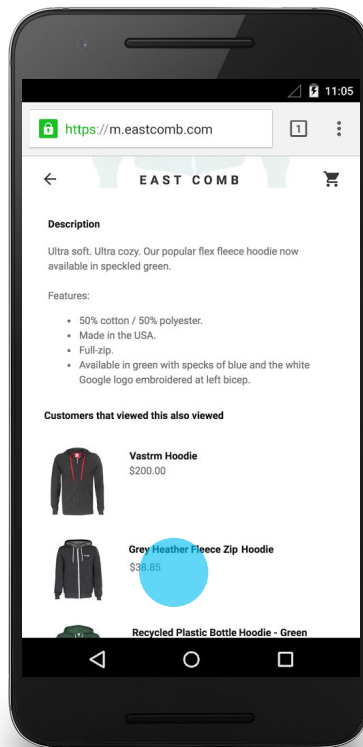 11:05
https://m.eastcomb.com
1
EAST COMB
Description
Ultra soft. Ultra cozy. Our popular flex fleece hoodie now
available in speckled green.
Features:
• 50% cotton / 50% polyester.
• Made in the USA.
• Full-zip.
• Available in green with specks of blue and the white
Google logo embroidered at left bicep.
Customers that viewed this also viewed
Vastrm Hoodie
$200.00
Grey Heather Fleece Zip Hoodie
$38.85
Recycled Plastic Bottle Hoodie - Green